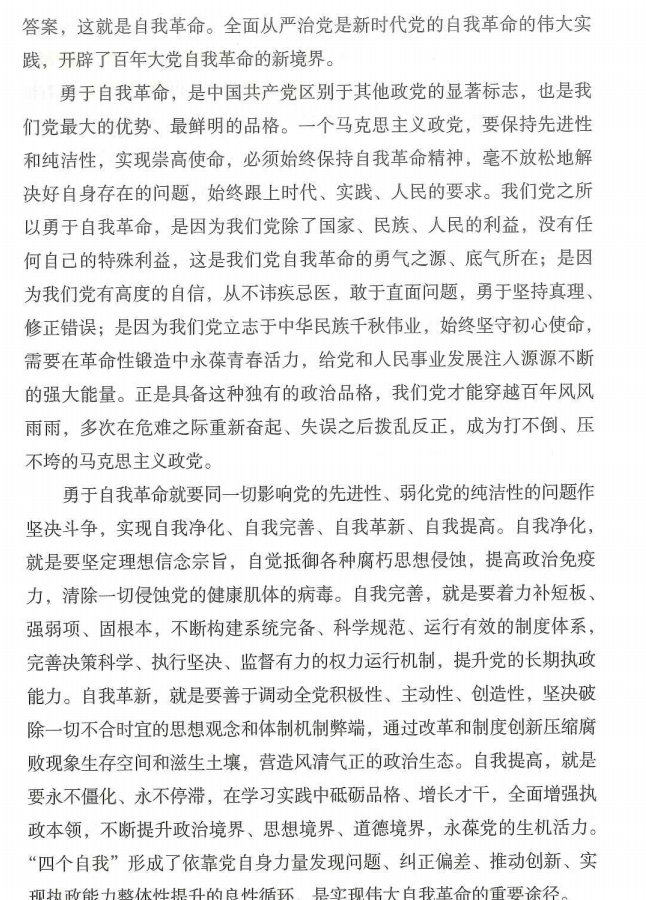 答案，这就是自我革命。全面从严治党是新时代党的自我革命的伟大实
践，开辟了百年大党自我革命的新境界。
勇于自我革命，是中国共产党区别于其他政党的显著标志，也是我
们党最大的优势、最鲜明的品格。一个马克思主义政党，要保持先进性
和纯洁性，实现崇高使命，必须始终保持自我革命精神，毫不放松地解
决好自身存在的问题，始终跟上时代、实践、人民的要求。我们党之所
以勇于自我革命，是因为我们党除了国家、民族、人民的利益，没有任
何自己的特殊利益，这是我们党自我革命的勇气之源、底气所在；是因
为我们党有高度的自信，从不讳疾忌医，敢于直面问题，勇于坚持真理、
修正错误；是因为我们党立志于中华民族千秋伟业，始终坚守初心使命，
需要在革命性锻造中永葆青春活力，给党和人民事业发展注入源源不断
的强大能量。正是具备这种独有的政治品格，我们党才能穿越百年风风
雨雨，多次在危难之际重新奋起、失误之后拨乱反正，成为打不倒、压
不垮的马克思主义政党。
勇于自我革命就要同一切影响党的先进性、弱化党的纯洁性的问题作
坚决斗争，实现自我净化、自我完善、自我革新、自我提高。自我净化，
就是要坚定理想信念宗旨，自觉抵御各种腐朽思想侵蚀，提高政治免疫
力，清除一切侵蚀党的健康肌体的病毒。自我完善，就是要着力补短板、
强弱项、固根本，不断构建系统完备、科学规范、运行有效的制度体系，
完善决策科学、执行坚决、监督有力的权力运行机制，提升党的长期执政
能力。自我革新，就是要善于调动全党积极性、主动性、创造性，坚决破
除一切不合时宜的思想观念和体制机制弊端，通过改革和制度创新压缩腐
败现象生存空间和滋生土壤，营造风清气正的政治生态。自我提高，就是
要永不僵化、永不停滞，在学习实践中砥砺品格、增长才干，全面增强执
政本领，不断提升政治境界、思想境界、道德境界，永葆党的生机活力。
“四个自我”形成了依靠党自身力量发现问题、纠正偏差、推动创新、实
现执政能力整体性提升的良性循环，是实现伟大自我革命的重要途径。